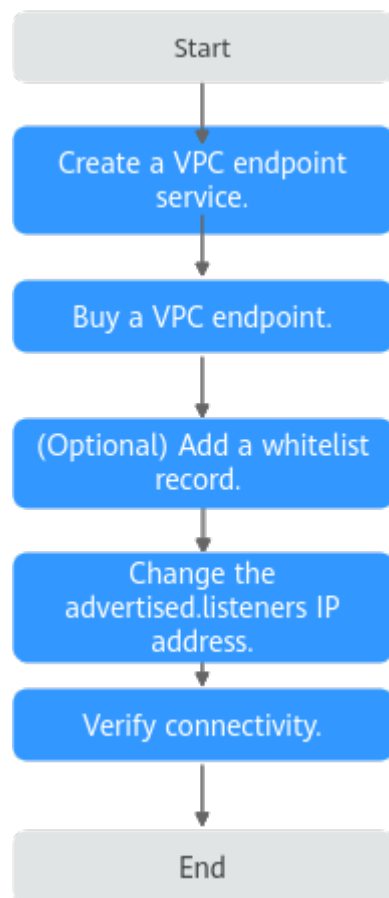 Start
Create a VPC endpoint
service.
Buy a VPC endpoint.
(Optional) Add a whitelist
record.
Change the
advertised.listeners IP
address.
Verify connectivity.
End